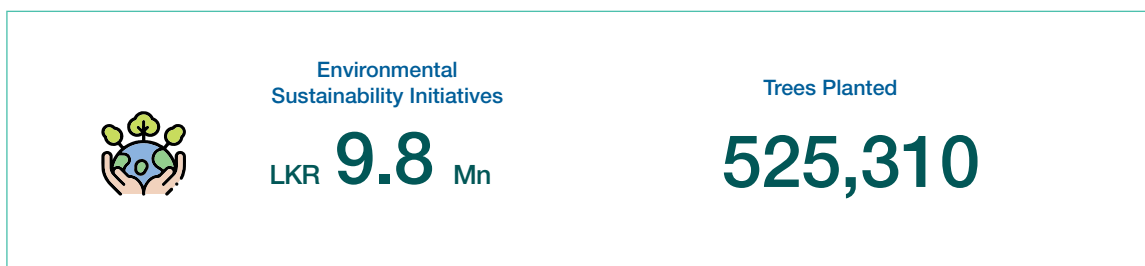 Environmental
Sustainability Initiatives
LKR 9.8 Mn
Trees Planted
525,310